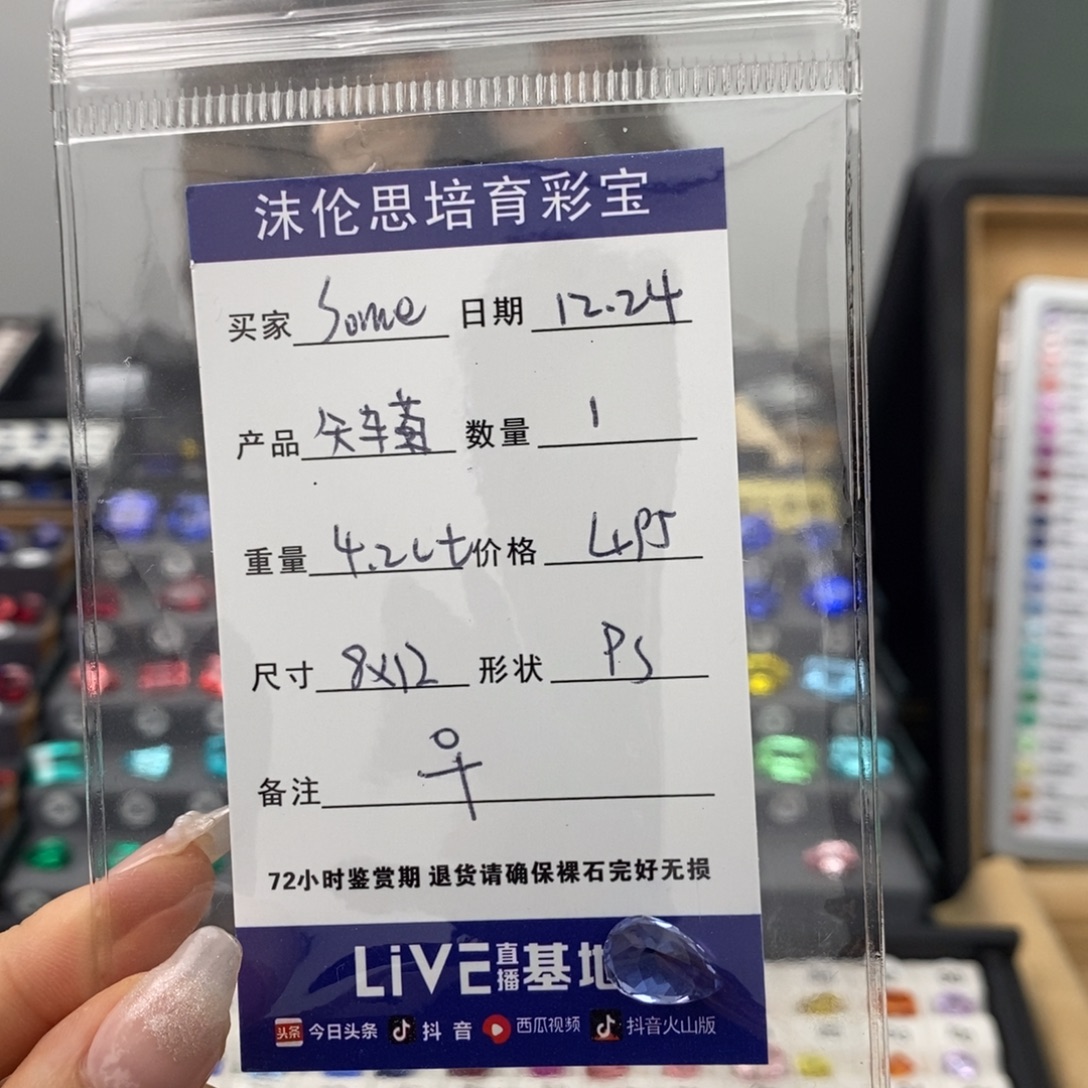 沫伦思培育彩宝
买家 Some 日期 12.24
产品 矢车菊 数量 1
重量 4.2ct 价格 4P5
尺寸 8x12 形状 PS
备注
72小时鉴赏期 退货请确保裸石完好无损
LiVE直播基地
头条 今日头条 抖音 西瓜视频 抖音火山版